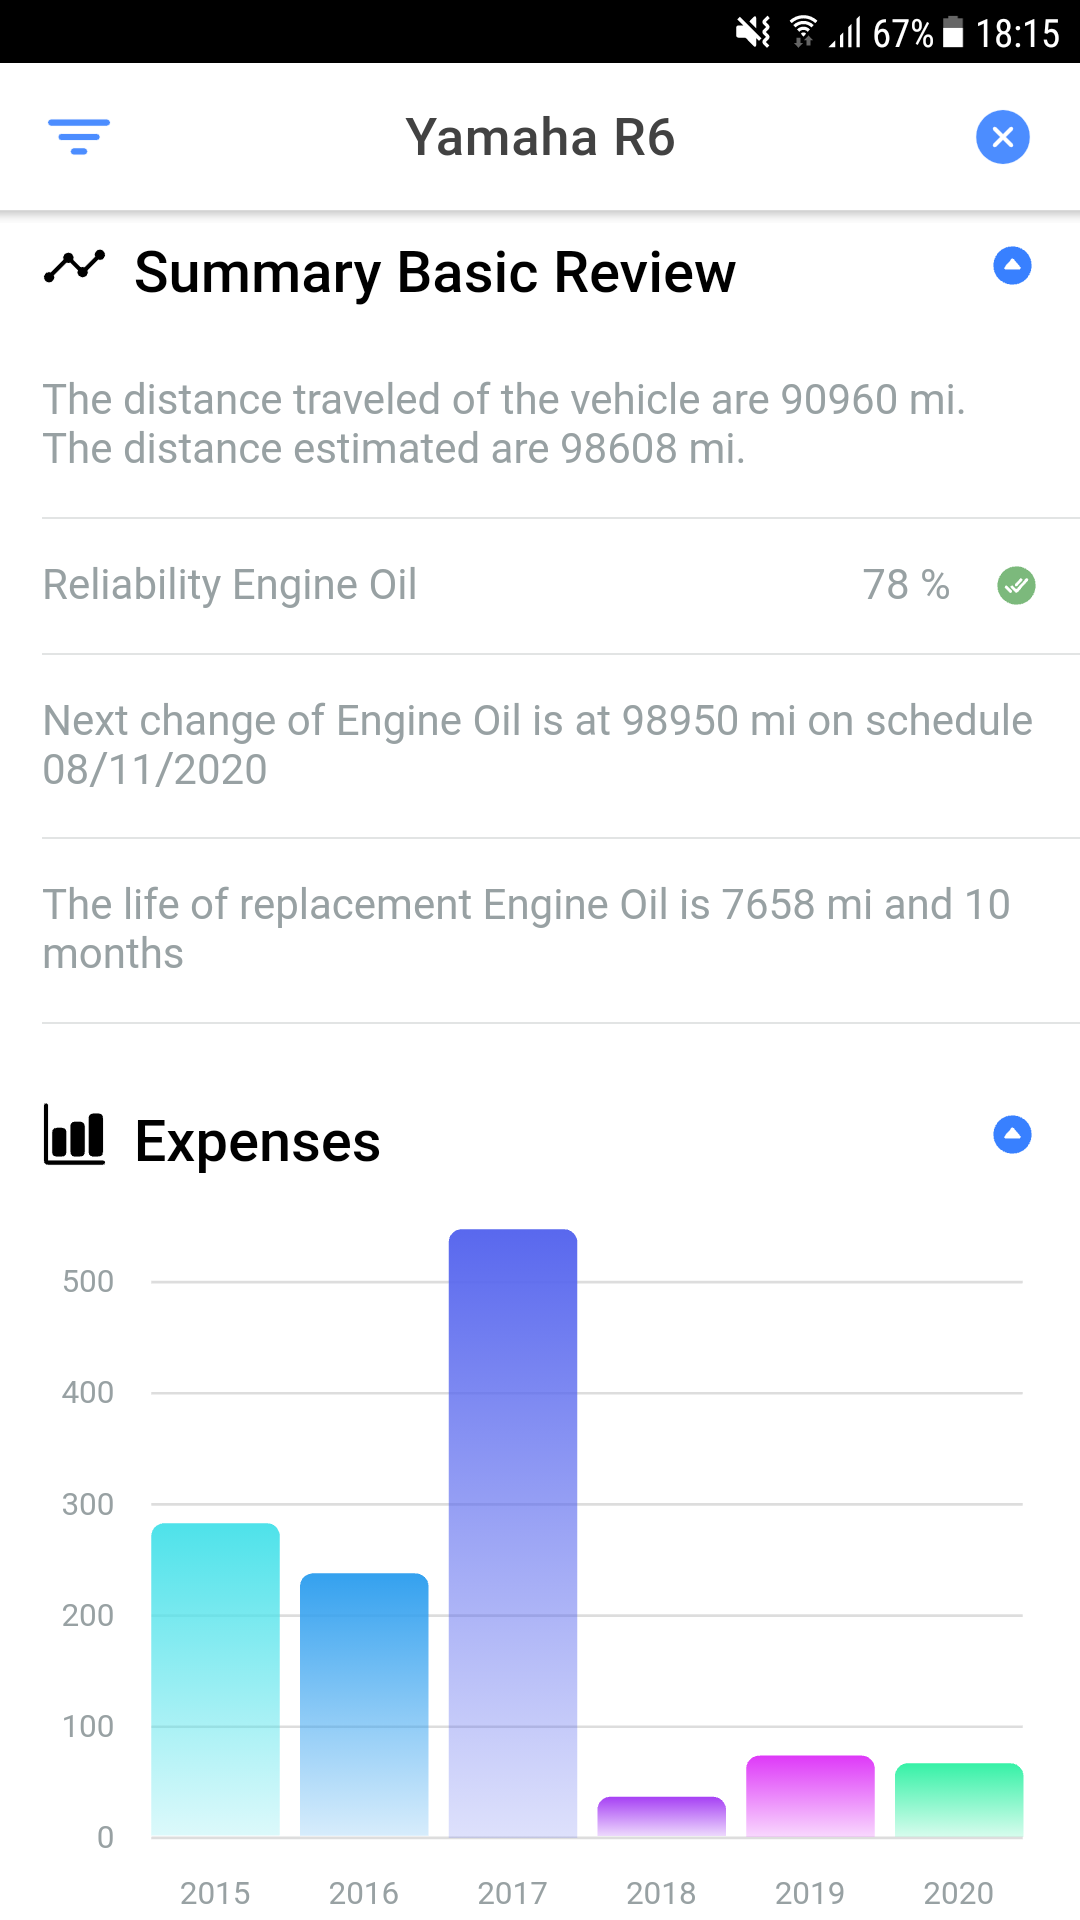 67% 18:15
Yamaha R6
Summary Basic Review
The distance traveled of the vehicle are 90960 mi.
The distance estimated are 98608 mi.
Reliability Engine Oil 78 %
Next change of Engine Oil is at 98950 mi on schedule
08/11/2020
The life of replacement Engine Oil is 7658 mi and 10
months
Expenses
500
400
300
200
100
0
2015 2016 2017 2018 2019 2020